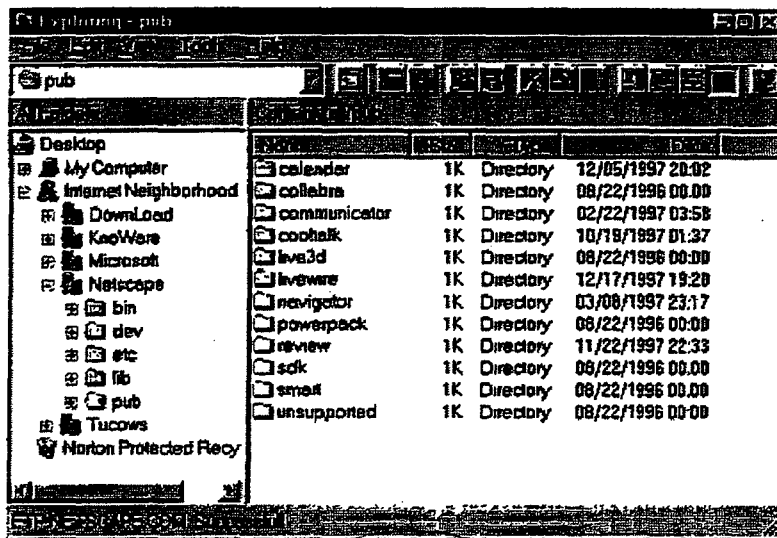 Exploring - pub
pub
Desktop
My Computer
Internet Neighborhood
DownLoad
KnoWare
Microsoft
Netscape
bin
dev
etc
lib
pub
Tucows
Norton Protected Recy
calendar 1K Directory 12/05/1997 20:02
collabra 1K Directory 08/22/1996 00:00
communicator 1K Directory 02/22/1997 03:58
cooltalk 1K Directory 10/18/1997 01:37
live3d 1K Directory 08/22/1996 00:00
livewire 1K Directory 12/17/1997 19:28
navigator 1K Directory 03/08/1997 23:17
powerpack 1K Directory 08/22/1996 00:00
review 1K Directory 11/22/1997 22:33
sdk 1K Directory 08/22/1996 00:00
smart 1K Directory 08/22/1996 00:00
unsupported 1K Directory 08/22/1996 00:00